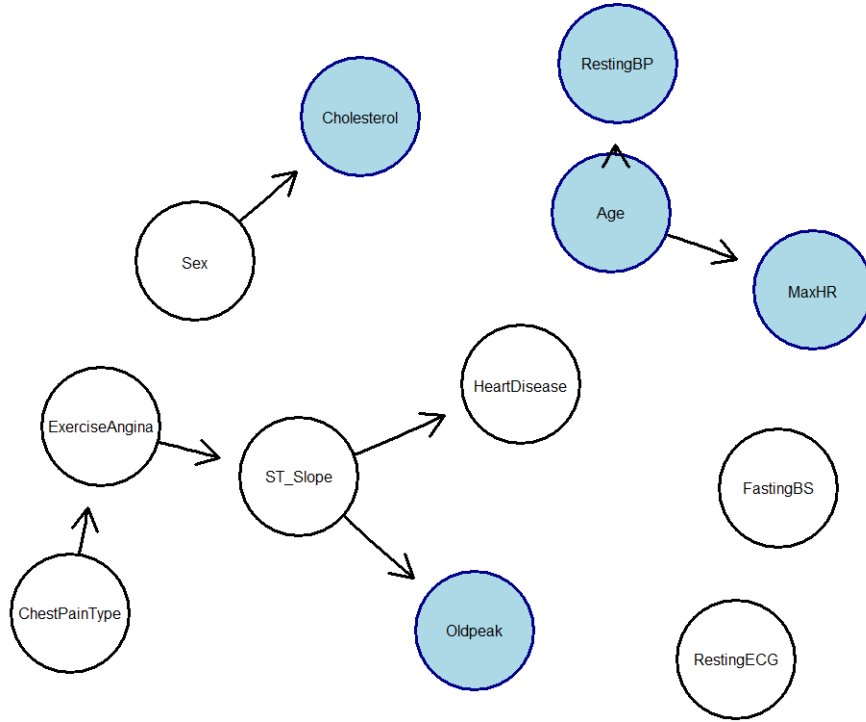 RestingBP
Cholesterol
Age
Sex
MaxHR
HeartDisease
ExerciseAngina
ST_Slope
FastingBS
ChestPainType
Oldpeak
RestingECG